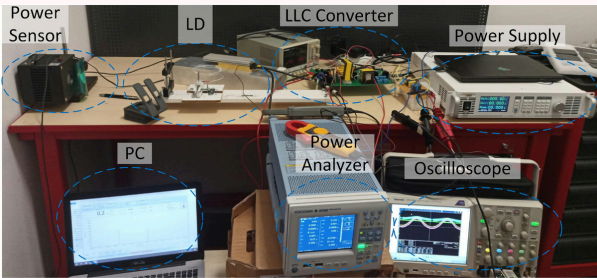 Power
Sensor
LD
LLC Converter
Power Supply
PC
Power
Analyzer
Oscilloscope